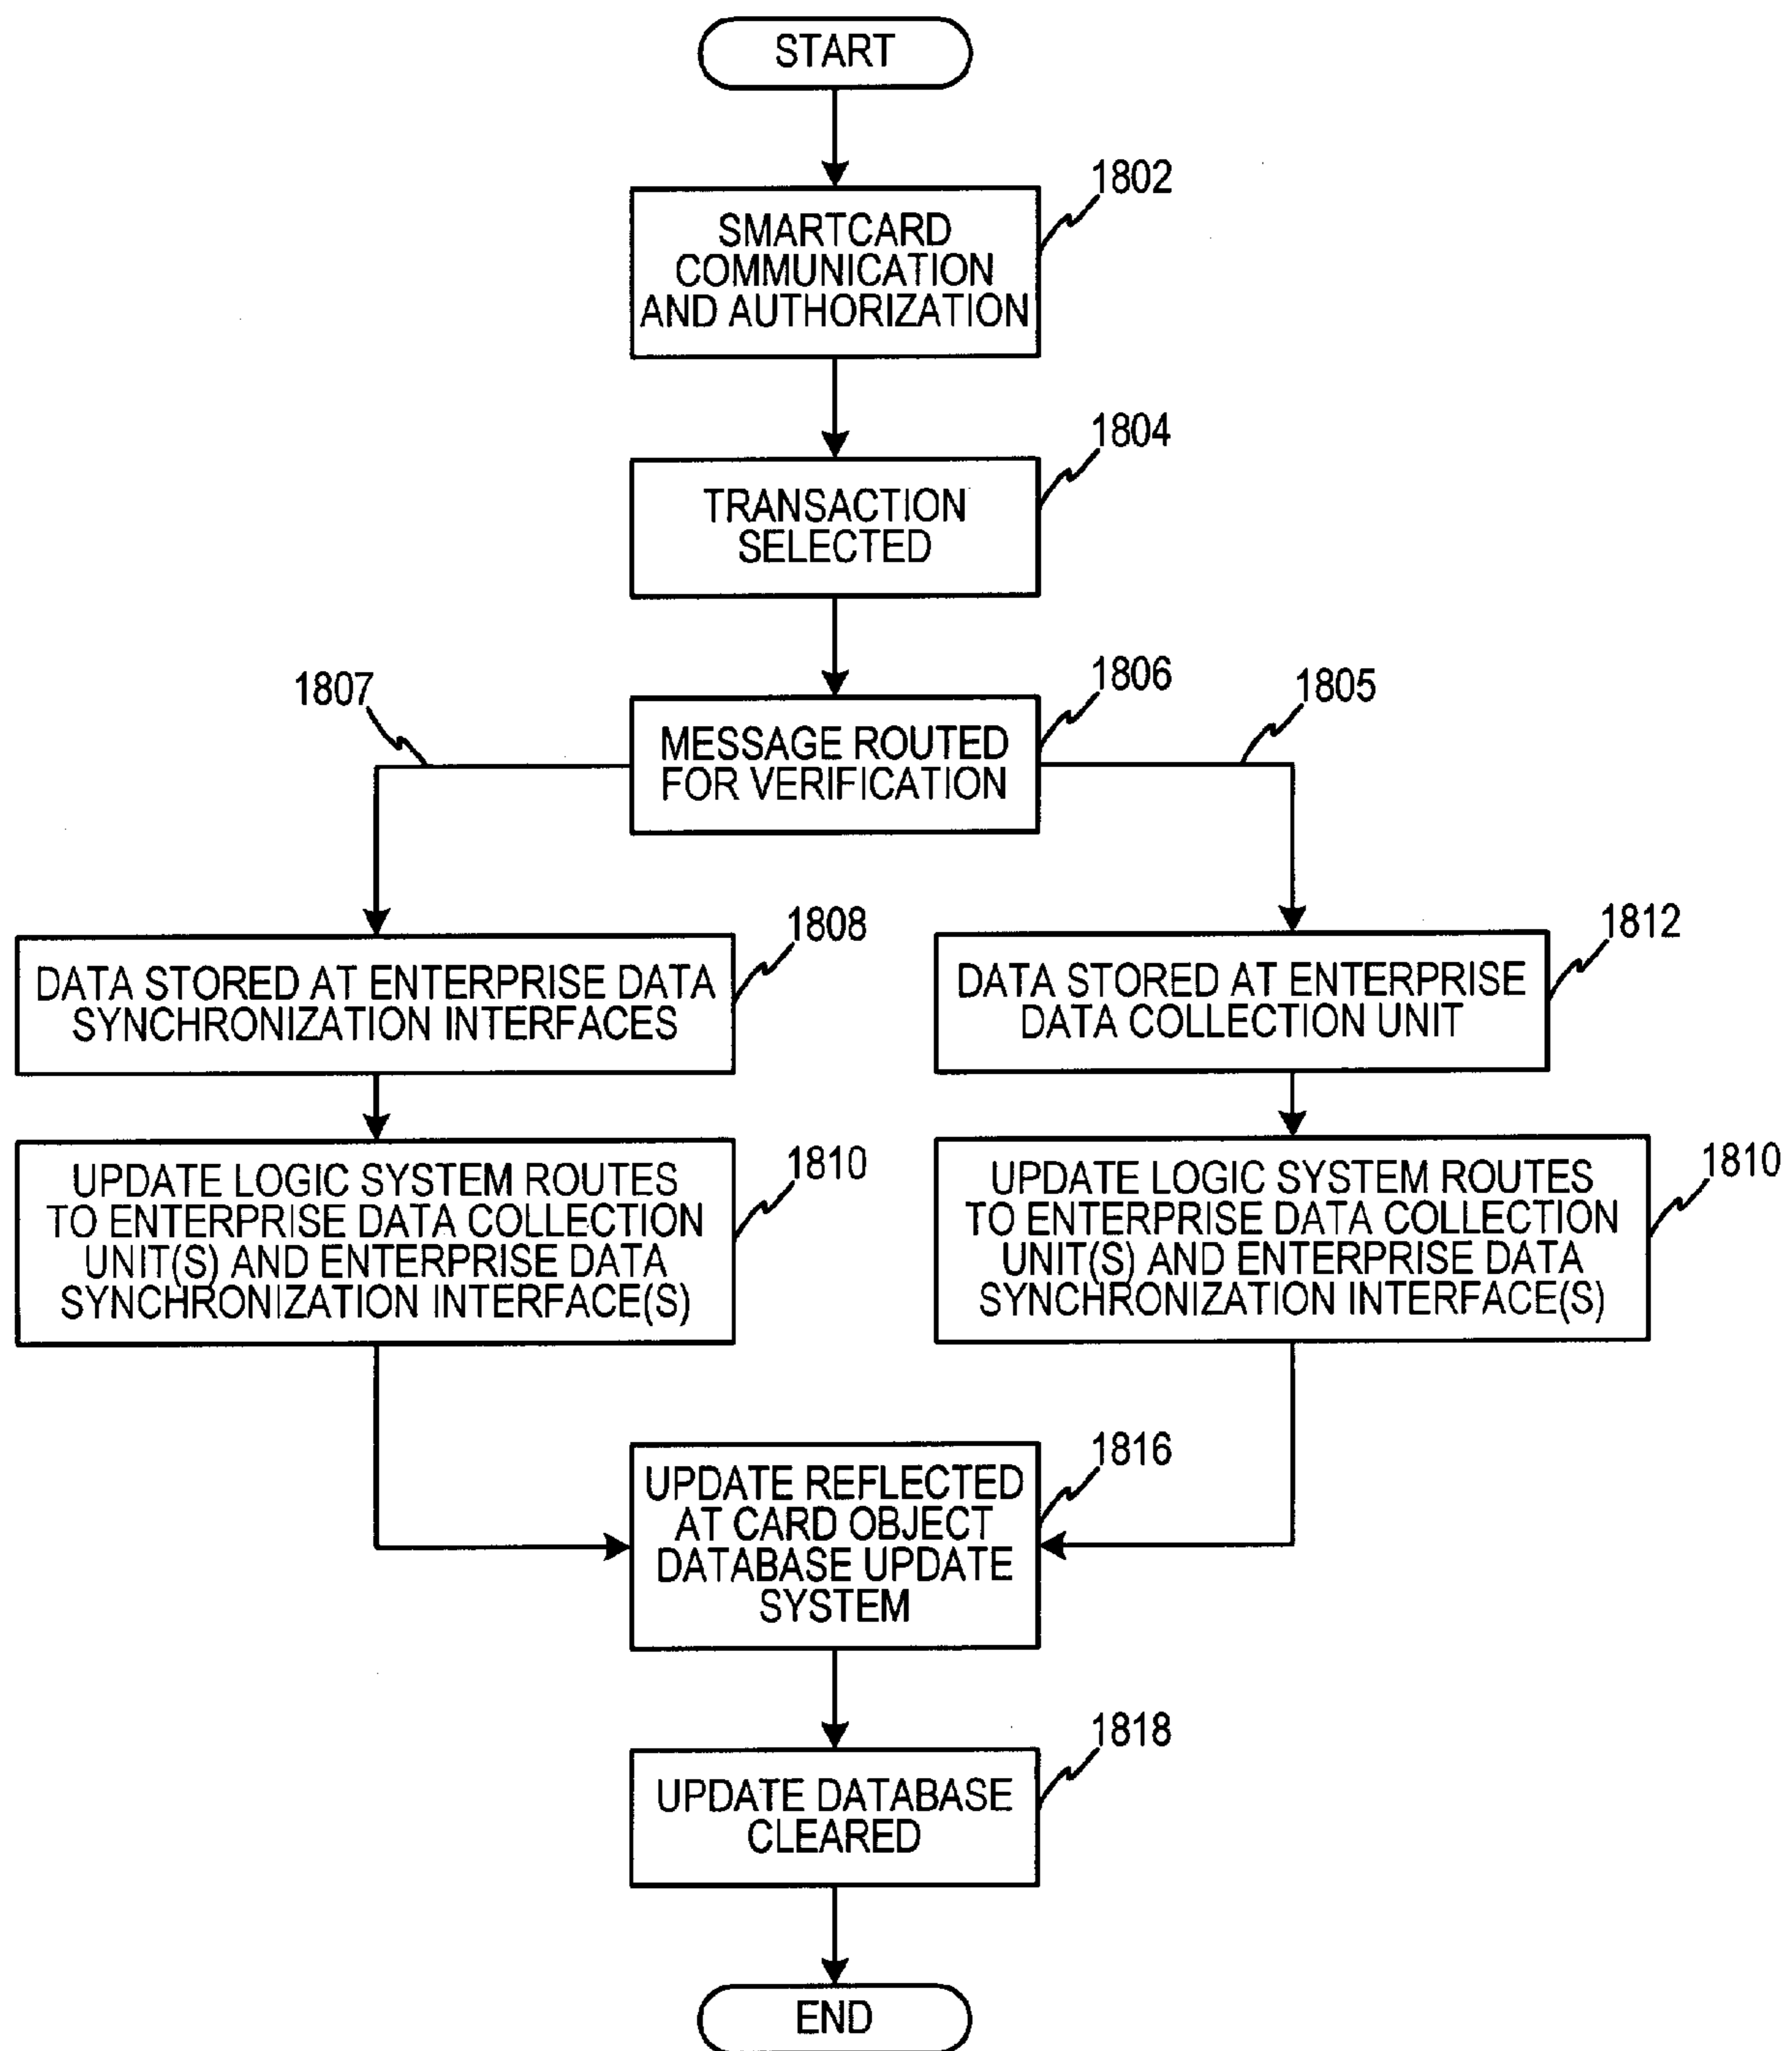 START
1802
SMARTCARD
COMMUNICATION
AND AUTHORIZATION
1804
TRANSACTION
SELECTED
1807
1806
1805
MESSAGE ROUTED
FOR VERIFICATION
1808
DATA STORED AT ENTERPRISE DATA
SYNCHRONIZATION INTERFACES
1812
DATA STORED AT ENTERPRISE
DATA COLLECTION UNIT
1810
UPDATE LOGIC SYSTEM ROUTES
TO ENTERPRISE DATA COLLECTION
UNIT(S) AND ENTERPRISE DATA
SYNCHRONIZATION INTERFACE(S)
1810
UPDATE LOGIC SYSTEM ROUTES
TO ENTERPRISE DATA COLLECTION
UNIT(S) AND ENTERPRISE DATA
SYNCHRONIZATION INTERFACE(S)
1816
UPDATE REFLECTED
AT CARD OBJECT
DATABASE UPDATE
SYSTEM
1818
UPDATE DATABASE
CLEARED
END